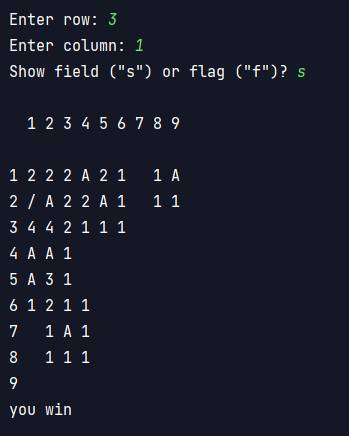 Enter row: 3
Enter column: 1
Show field ("s") or flag ("f")? s
  1 2 3 4 5 6 7 8 9
1 2 2 2 A 2 1   1 A
2 / A 2 2 A 1   1 1
3 4 4 2 1 1 1
4 A A 1
5 A 3 1
6 1 2 1 1
7   1 A 1
8   1 1 1
9
you win